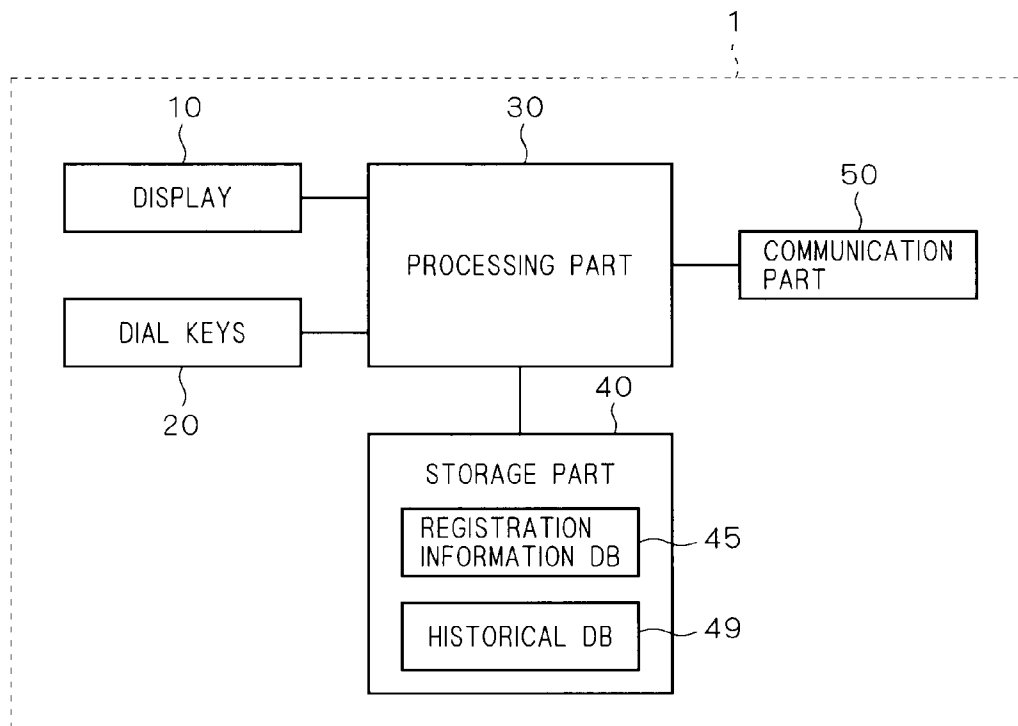 1
10
30
DISPLAY
50
PROCESSING PART
COMMUNICATION
PART
DIAL KEYS
20
40
STORAGE PART
REGISTRATION
INFORMATION DB
45
HISTORICAL DB
49